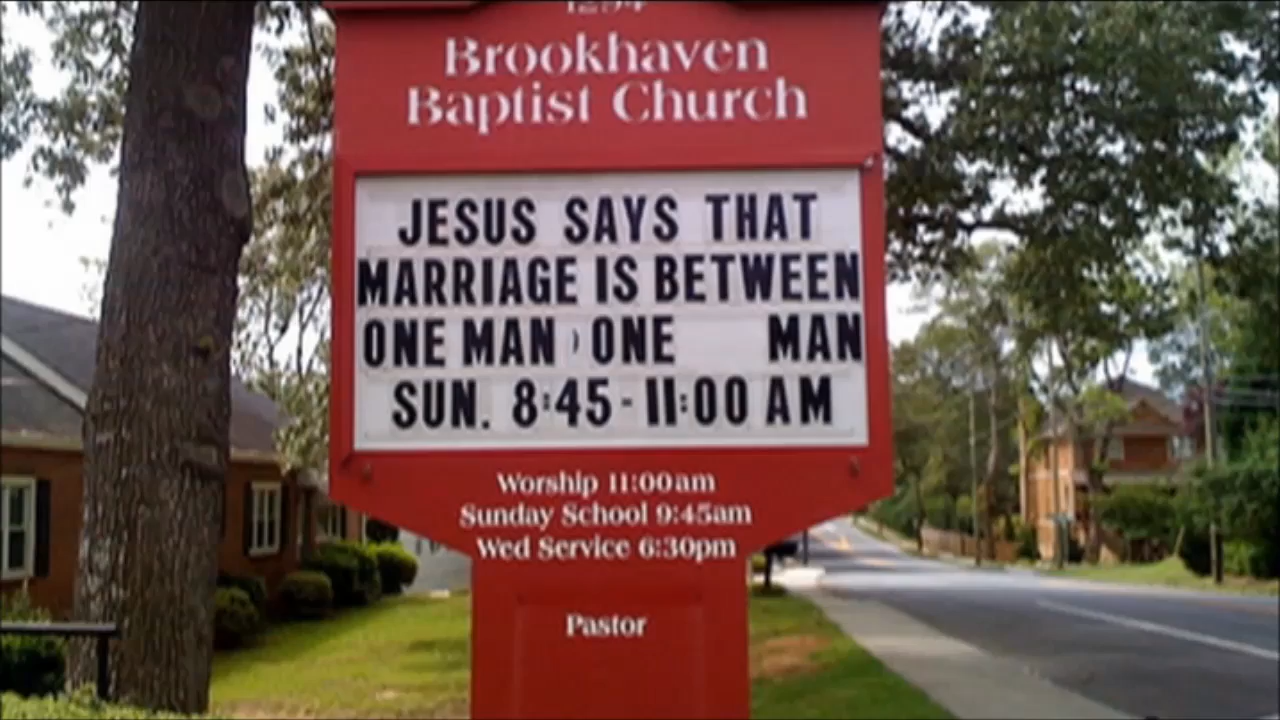 Brookhaven
Baptist Church
JESUS SAYS THAT
MARRIAGE IS BETWEEN
ONE MAN ONE MAN
SUN. 8:45-11:00 AM
Worship 11:00am
Sunday School 9:45am
Wed Service 6:30pm
Pastor